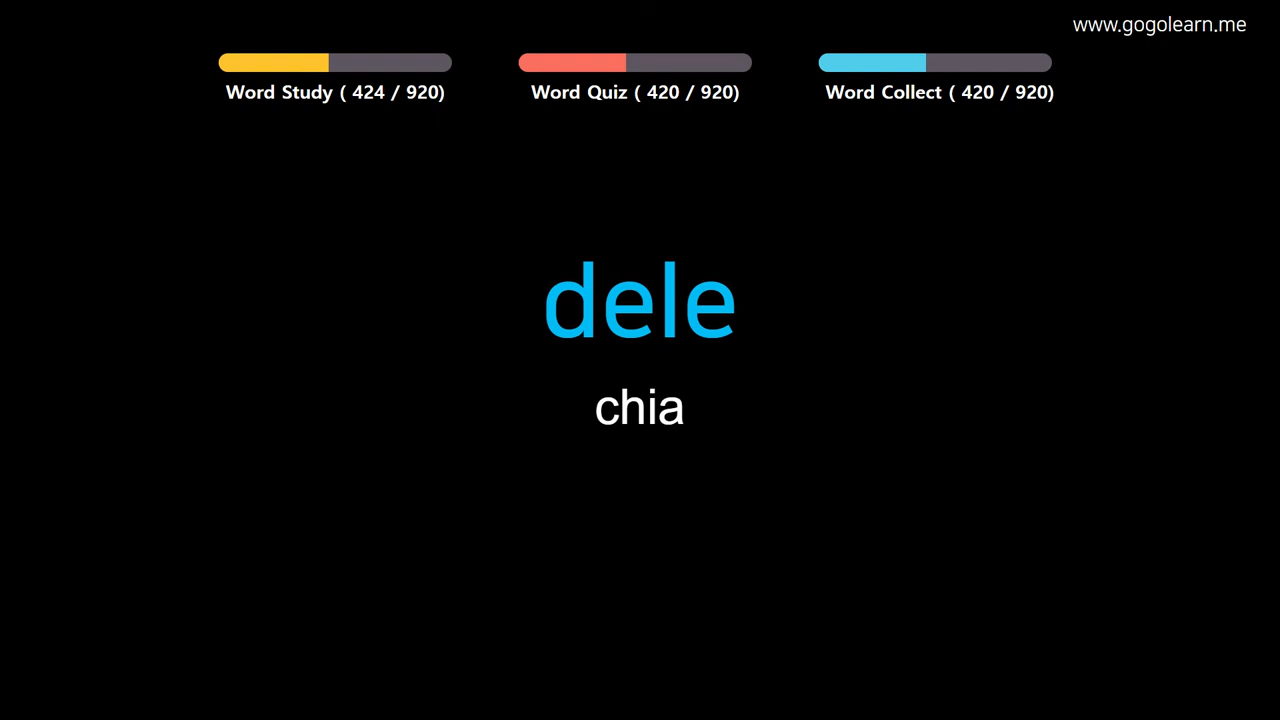 www.gogolearn.me
Word Study ( 424 / 920)
Word Quiz ( 420 / 920)
Word Collect ( 420 / 920)
dele
chia